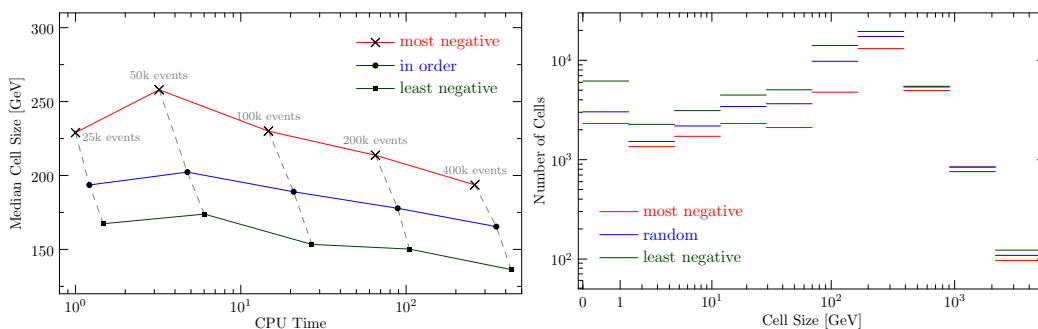 300
250
200
150
Median Cell Size [GeV]
most negative
in order
least negative
50k events
25k events
100k events
200k events
400k events
10^0
10^1
10^2
CPU Time
10^4
10^3
10^2
Number of Cells
most negative
random
least negative
0
1
10^1
10^2
10^3
Cell Size [GeV]